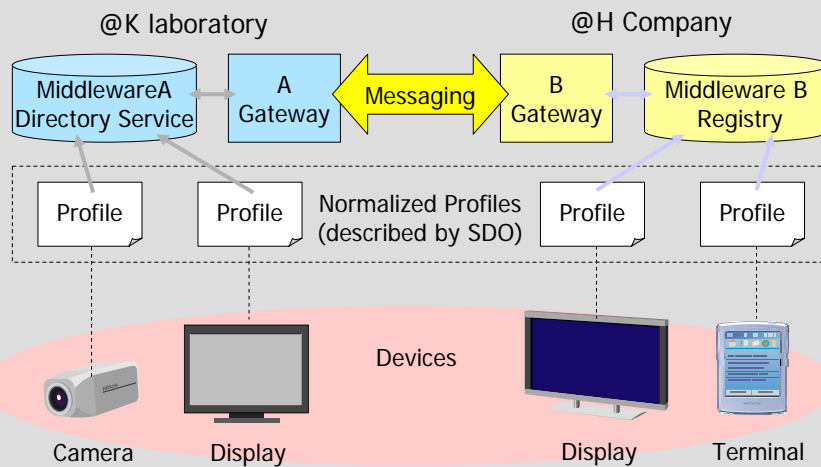 @K laboratory
@H Company
MiddlewareA
Directory Service
A
Gateway
Messaging
B
Gateway
Middleware B
Registry
Profile
Profile
Normalized Profiles
(described by SDO)
Profile
Profile
Devices
Camera
Display
Display
Terminal